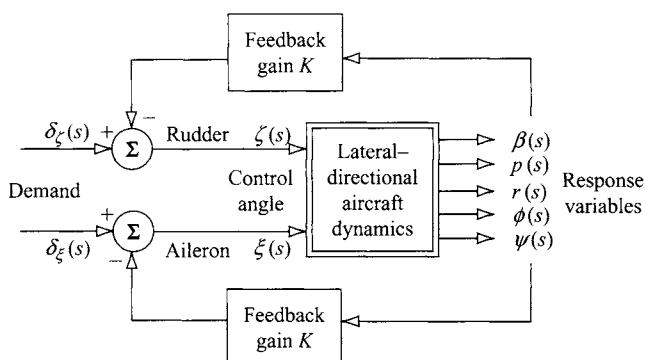 Feedback
gain K
−
δζ(s) + Σ Rudder ζ(s)
Demand
Control
angle
Lateral–
directional
aircraft
dynamics
β(s)
p(s)
r(s)
ϕ(s)
ψ(s)
Response
variables
+
δξ(s) Σ Aileron ξ(s)
−
Feedback
gain K